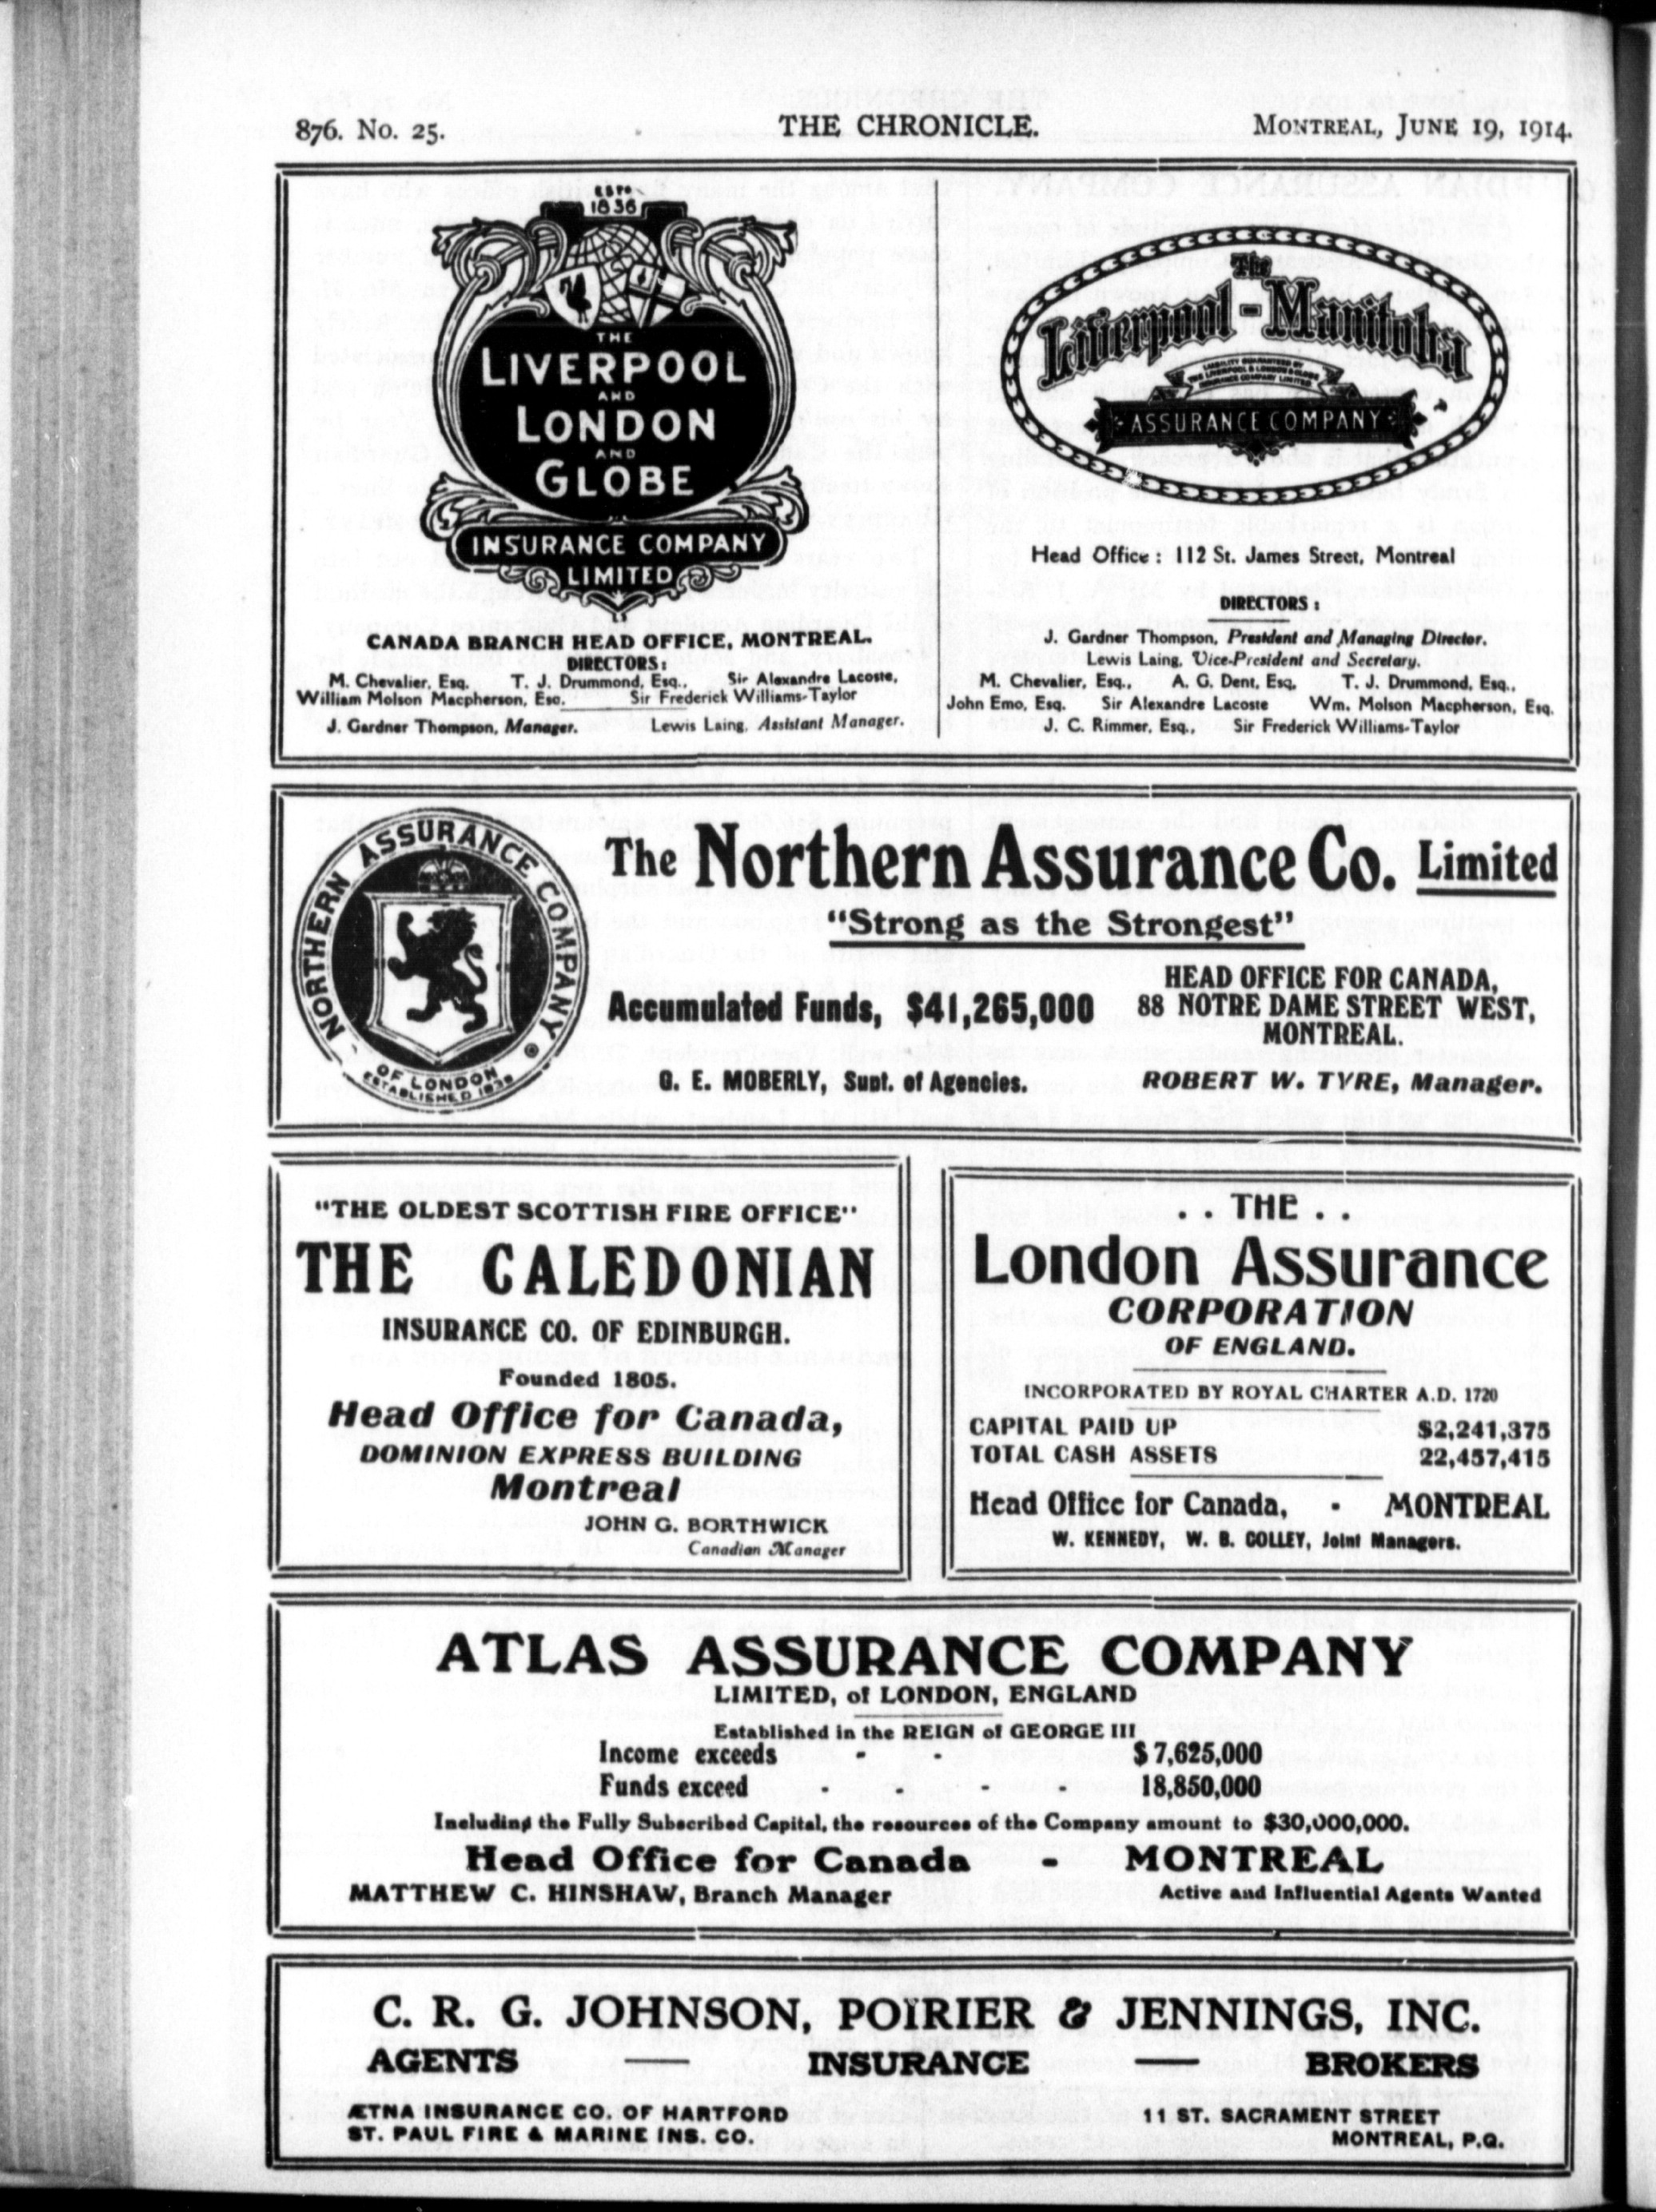 876. No. 25.
THE CHRONICLE.
MONTREAL, JUNE 19, 1914.
ESTD
1836
THE
LIVERPOOL
AND
LONDON
AND
GLOBE
INSURANCE COMPANY
LIMITED
CANADA BRANCH HEAD OFFICE, MONTREAL.
DIRECTORS:
M. Chevalier, Esq. T. J. Drummond, Esq., Sir Alexandre Lacoste,
William Molson Macpherson, Esq. Sir Frederick Williams-Taylor
J. Gardner Thompson, Manager. Lewis Laing, Assistant Manager.
The
Liverpool-Manitoba
LIABILITY GUARANTEED BY
THE LIVERPOOL & LONDON & GLOBE
INSURANCE COMPANY LIMITED
ASSURANCE COMPANY
Head Office : 112 St. James Street, Montreal
DIRECTORS :
J. Gardner Thompson, President and Managing Director.
Lewis Laing, Vice-President and Secretary.
M. Chevalier, Esq., A. G. Dent, Esq. T. J. Drummond, Esq.,
John Emo, Esq. Sir Alexandre Lacoste Wm. Molson Macpherson, Esq.
J. C. Rimmer, Esq., Sir Frederick Williams-Taylor
NORTHERN ASSURANCE COMPANY
OF LONDON
ESTABLISHED 1836
The Northern Assurance Co. Limited
"Strong as the Strongest"
Accumulated Funds, $41,265,000
HEAD OFFICE FOR CANADA,
88 NOTRE DAME STREET WEST,
MONTREAL.
G. E. MOBERLY, Supt. of Agencies.
ROBERT W. TYRE, Manager.
"THE OLDEST SCOTTISH FIRE OFFICE"
THE CALEDONIAN
INSURANCE CO. OF EDINBURGH.
Founded 1805.
Head Office for Canada,
DOMINION EXPRESS BUILDING
Montreal
JOHN G. BORTHWICK
Canadian Manager
. . THE . .
London Assurance
CORPORATION
OF ENGLAND.
INCORPORATED BY ROYAL CHARTER A.D. 1720
CAPITAL PAID UP $2,241,375
TOTAL CASH ASSETS 22,457,415
Head Office for Canada, - MONTREAL
W. KENNEDY, W. B. COLLEY, Joint Managers.
ATLAS ASSURANCE COMPANY
LIMITED, of LONDON, ENGLAND
Established in the REIGN of GEORGE III
Income exceeds - - $ 7,625,000
Funds exceed - - - - 18,850,000
Including the Fully Subscribed Capital, the resources of the Company amount to $30,000,000.
Head Office for Canada - MONTREAL
MATTHEW C. HINSHAW, Branch Manager
Active and Influential Agents Wanted
C. R. G. JOHNSON, POIRIER & JENNINGS, INC.
AGENTS — INSURANCE — BROKERS
ÆTNA INSURANCE CO. OF HARTFORD
ST. PAUL FIRE & MARINE INS. CO.
11 ST. SACRAMENT STREET
MONTREAL, P.Q.